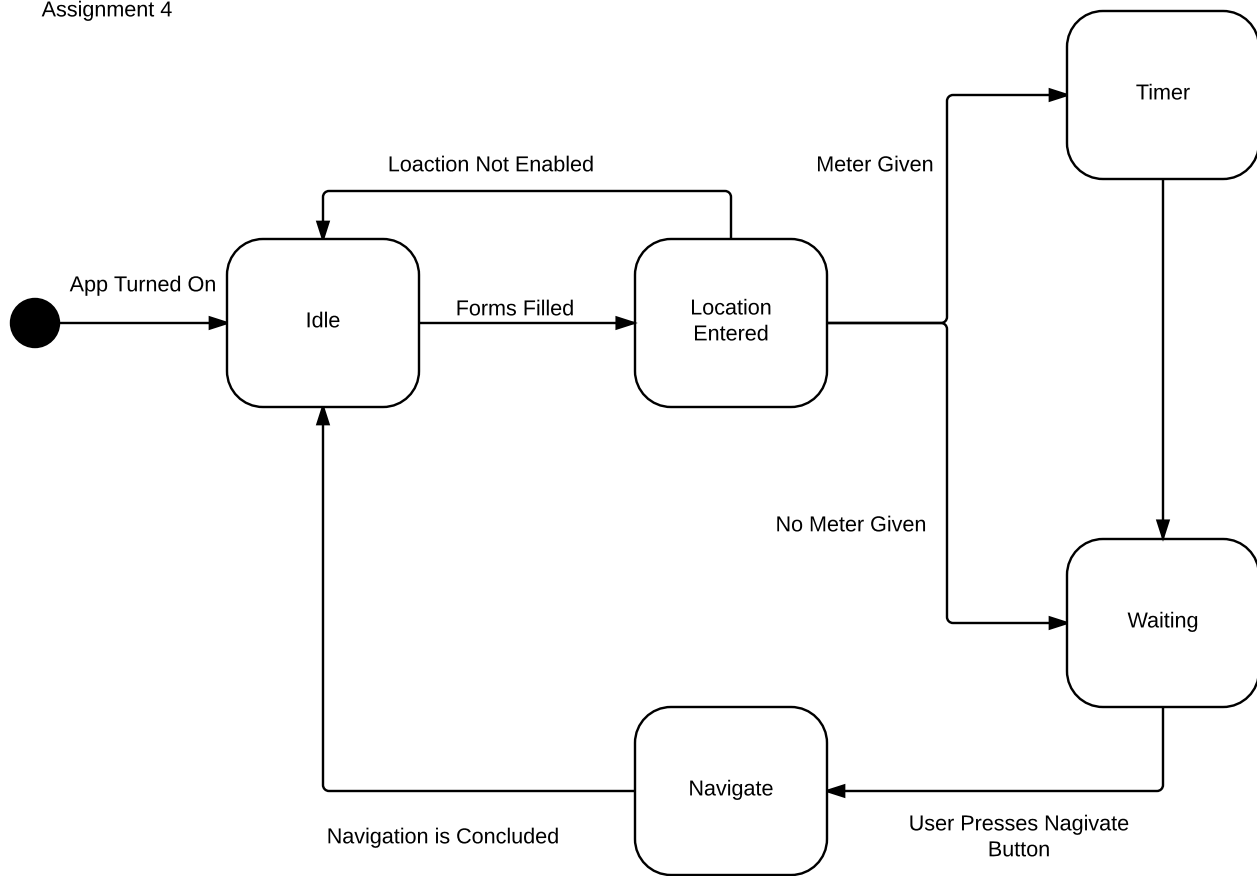 Assignment 4
Timer
Loaction Not Enabled
Meter Given
App Turned On
Forms Filled
Idle
Location
Entered
No Meter Given
Waiting
Navigate
User Presses Nagivate
Button
Navigation is Concluded